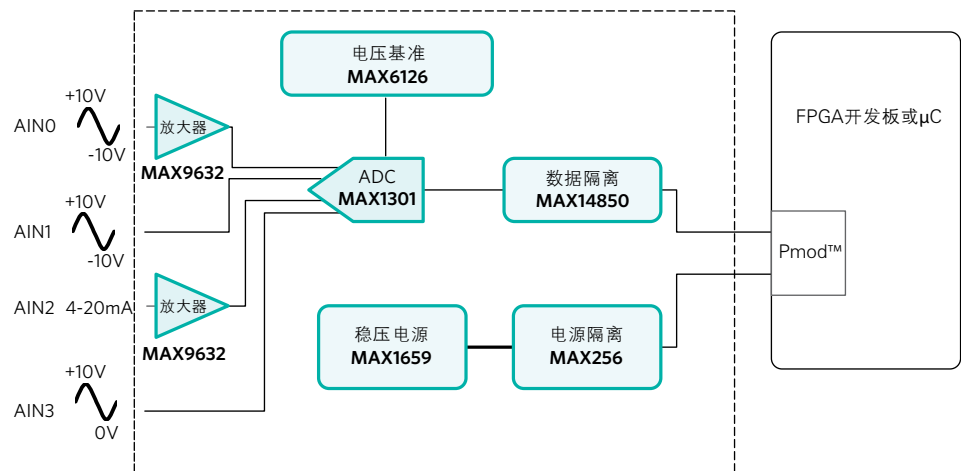 电压基准
MAX6126
+10V
AIN0
-10V
放大器
MAX9632
FPGA开发板或μC
ADC
MAX1301
数据隔离
MAX14850
+10V
AIN1
-10V
Pmod™
AIN2 4-20mA
放大器
MAX9632
稳压电源
MAX1659
电源隔离
MAX256
+10V
AIN3
0V